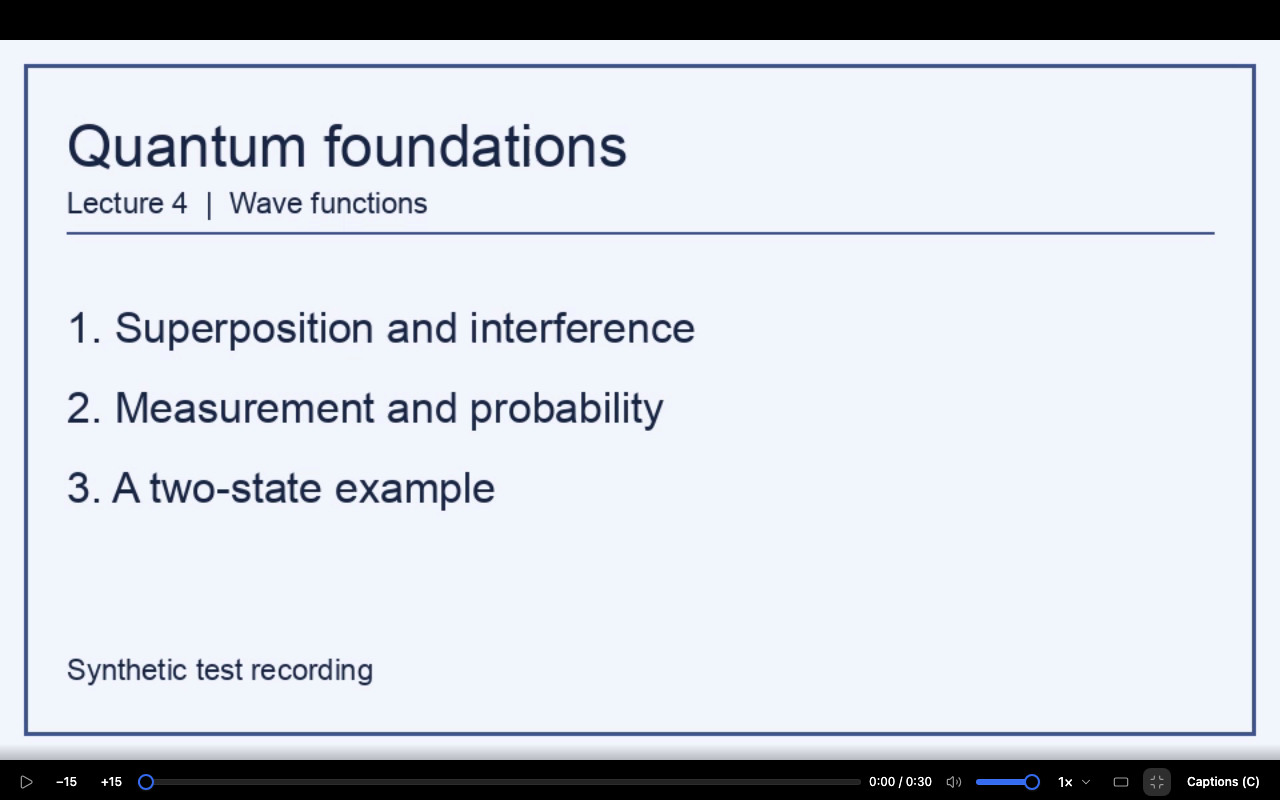 Quantum foundations
Lecture 4 | Wave functions
1. Superposition and interference
2. Measurement and probability
3. A two-state example
Synthetic test recording
−15 +15 0:00 / 0:30 1x Captions (C)